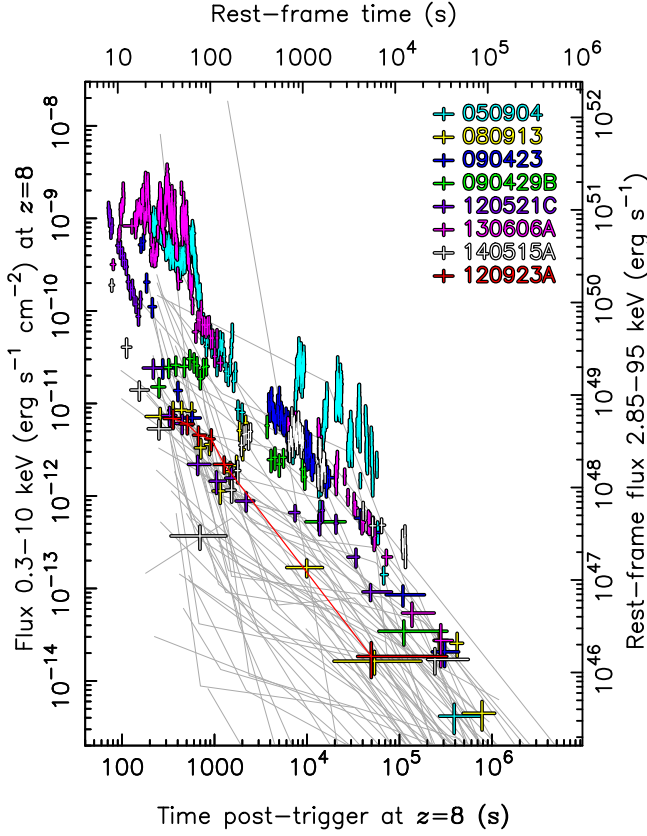 Rest-frame time (s)
10 100 1000 10^4 10^5 10^6
Flux 0.3-10 keV (erg s^-1 cm^-2) at z=8
10^-8
10^-9
10^-10
10^-11
10^-12
10^-13
10^-14
050904
080913
090423
090429B
120521C
130606A
140515A
120923A
10^52
10^51
10^50
10^49
10^48
10^47
10^46
Rest-frame flux 2.85-95 keV (erg s^-1)
100 1000 10^4 10^5 10^6
Time post-trigger at z=8 (s)